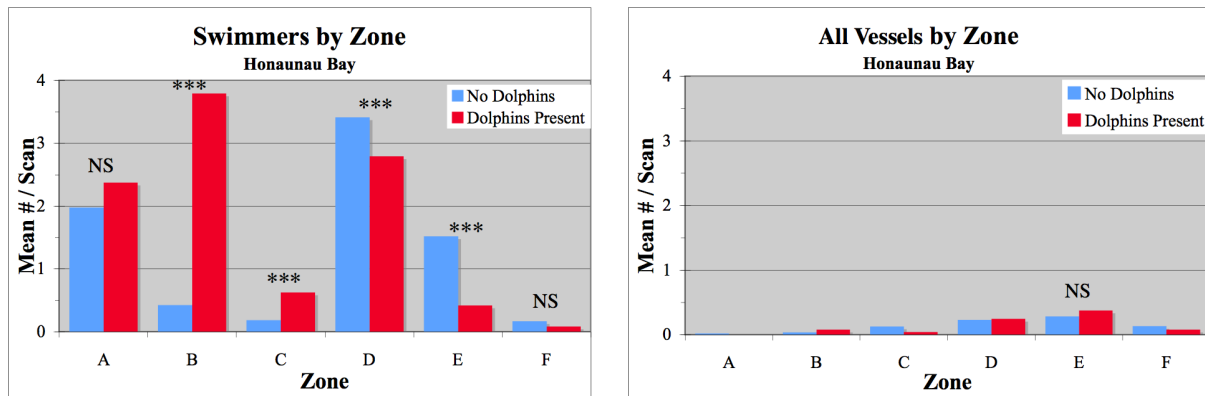 Swimmers by Zone
Honaunau Bay
No Dolphins
Dolphins Present
Mean # / Scan
4
3
2
1
0
NS
***
***
***
***
NS
A B C D E F
Zone
All Vessels by Zone
Honaunau Bay
No Dolphins
Dolphins Present
Mean # / Scan
4
3
2
1
0
NS
A B C D E F
Zone